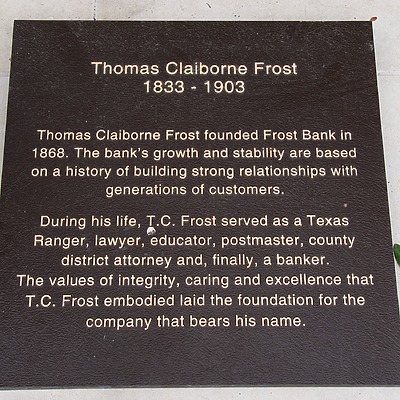 Thomas Claiborne Frost
1833 - 1903
Thomas Claiborne Frost founded Frost Bank in
1868. The bank's growth and stability are based
on a history of building strong relationships with
generations of customers.
During his life, T.C. Frost served as a Texas
Ranger, lawyer, educator, postmaster, county
district attorney and, finally, a banker.
The values of integrity, caring and excellence that
T.C. Frost embodied laid the foundation for the
company that bears his name.